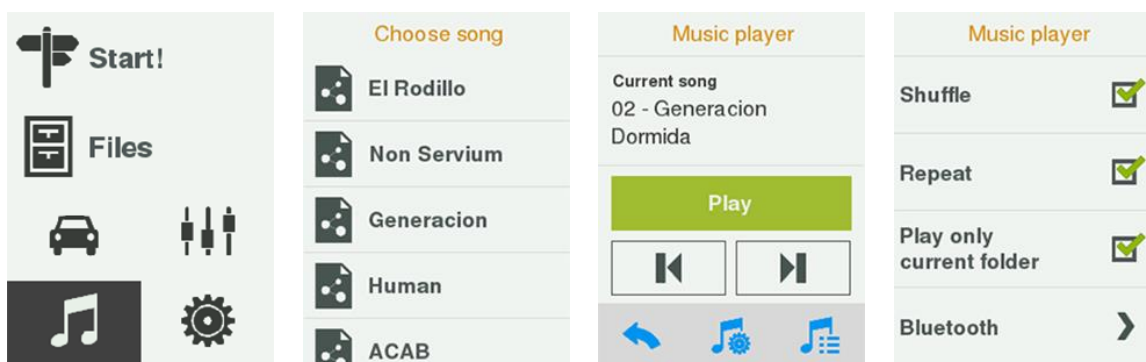 Start!
Files
Choose song
El Rodillo
Non Servium
Generacion
Human
ACAB
Music player
Current song
02 - Generacion
Dormida
Play
Music player
Shuffle
Repeat
Play only
current folder
Bluetooth